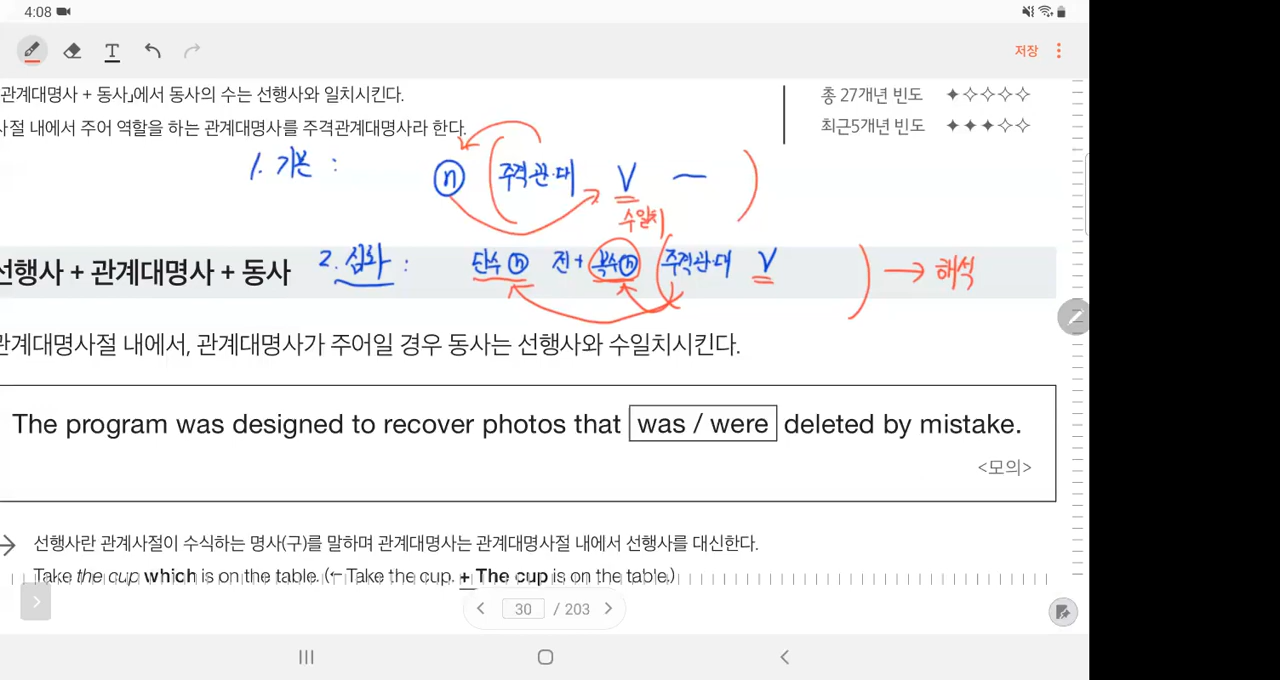 4:08
T
저장
관계대명사 + 동사」에서 동사의 수는 선행사와 일치시킨다.
총 27개년 빈도 ✦✧✧✧✧
사절 내에서 주어 역할을 하는 관계대명사를 주격관계대명사라 한다.
최근5개년 빈도 ✦✦✦✧✧
1. 기본 : n ( 주격관·대 V ― )
수일치
선행사 + 관계대명사 + 동사
2. 심화 : 단수 n 전 + 복수 n ( 주격관·대 V ) → 해석
관계대명사절 내에서, 관계대명사가 주어일 경우 동사는 선행사와 수일치시킨다.
The program was designed to recover photos that was / were deleted by mistake.
<모의>
→ 선행사란 관계사절이 수식하는 명사(구)를 말하며 관계대명사는 관계대명사절 내에서 선행사를 대신한다.
Take the cup which is on the table. (← Take the cup. + The cup is on the table.)
30 / 203